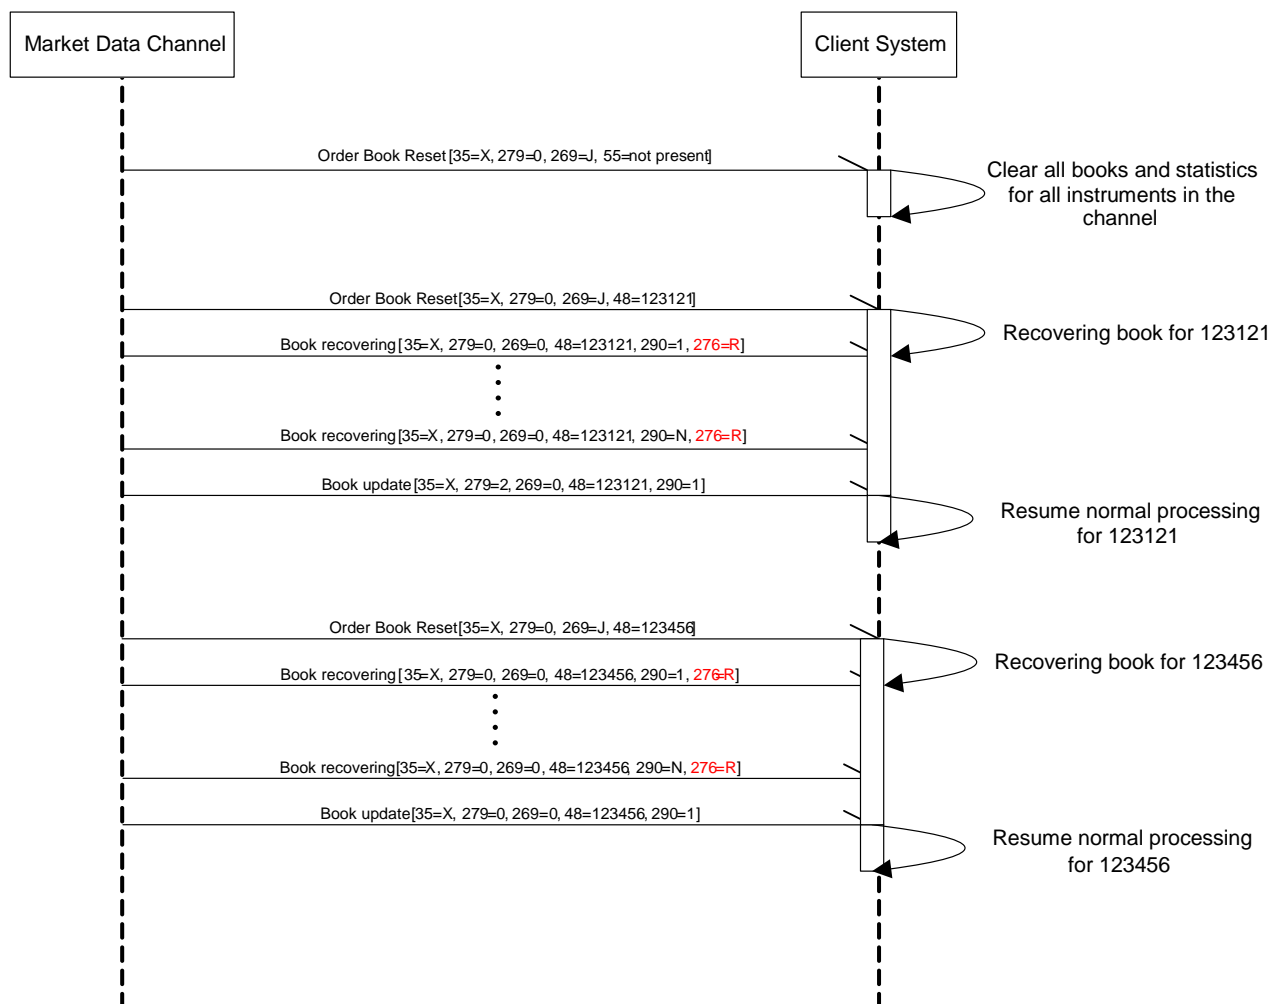 Market Data Channel
Client System
Order Book Reset [35=X, 279=0, 269=J, 55=not present]
Clear all books and statistics
for all instruments in the
channel
Order Book Reset[35=X, 279=0, 269=J, 48=123121]
Recovering book for 123121
Book recovering [35=X, 279=0, 269=0, 48=123121, 290=1, 276=R]
Book recovering [35=X, 279=0, 269=0, 48=123121, 290=N, 276=R]
Book update[35=X, 279=2, 269=0, 48=123121, 290=1]
Resume normal processing
for 123121
Order Book Reset[35=X, 279=0, 269=J, 48=123456]
Recovering book for 123456
Book recovering [35=X, 279=0, 269=0, 48=123456, 290=1, 276=R]
Book recovering[35=X, 279=0, 269=0, 48=123456, 290=N, 276=R]
Book update[35=X, 279=0, 269=0, 48=123456, 290=1]
Resume normal processing
for 123456